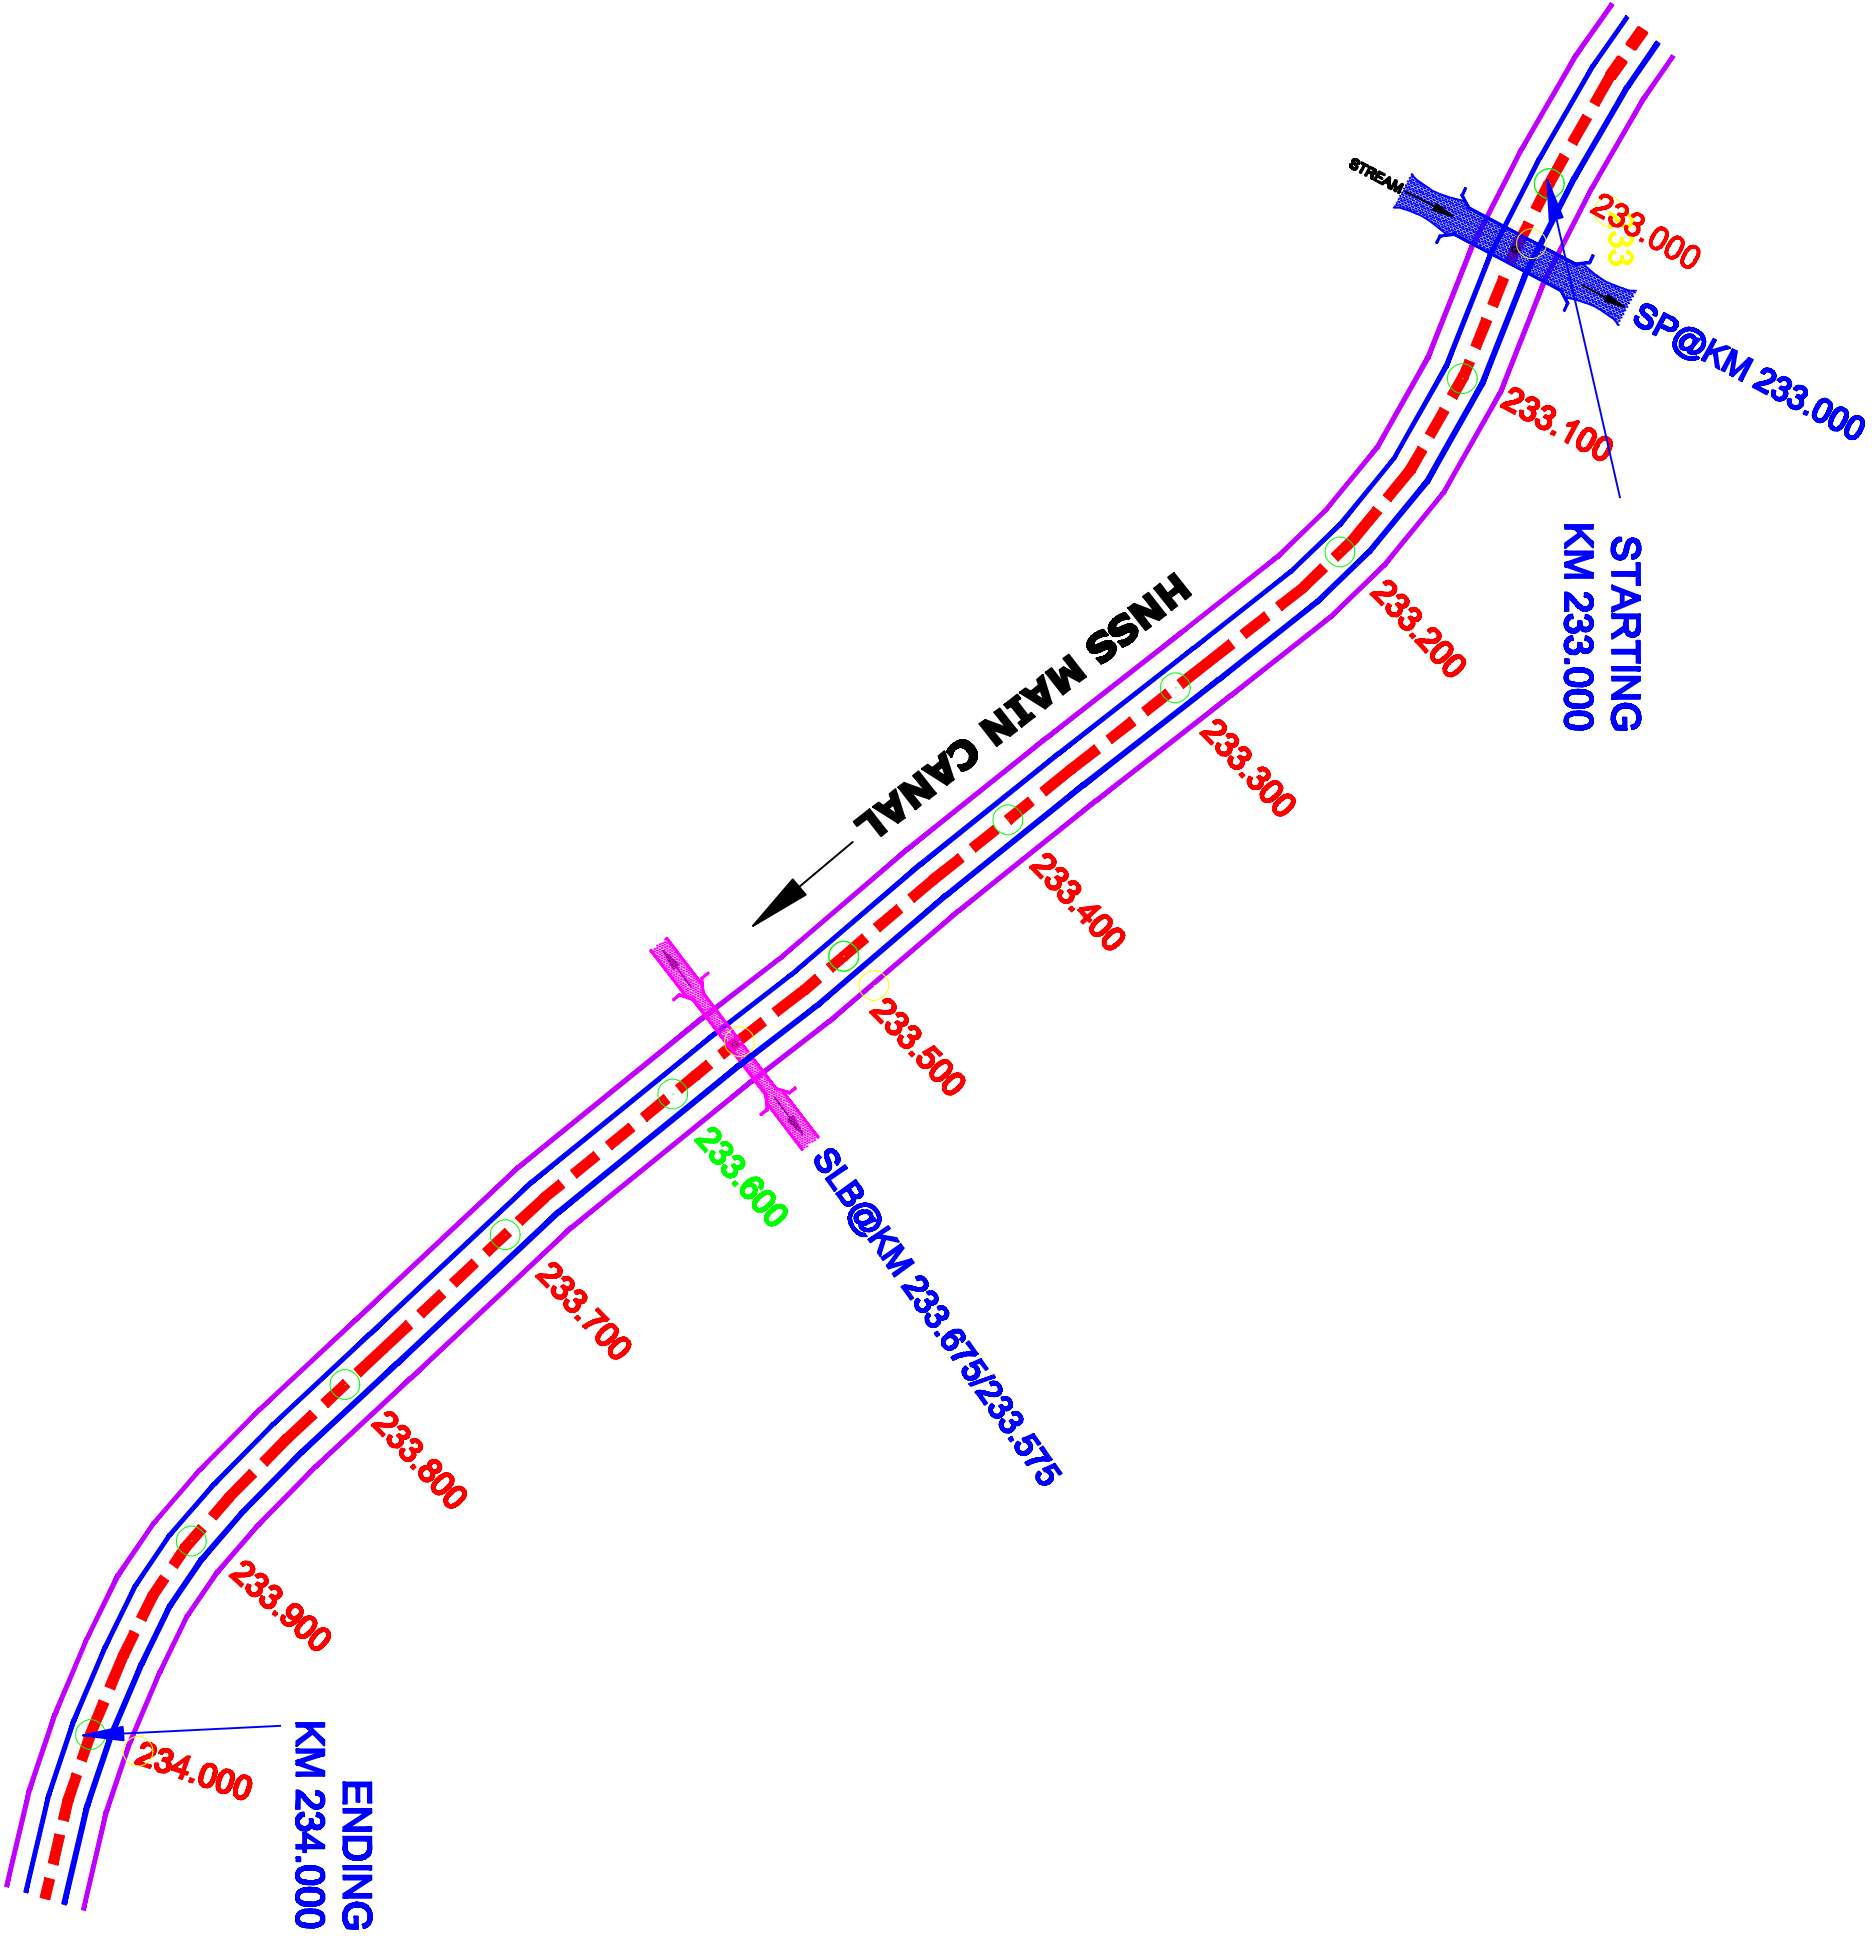 STREAM
233.000
233
SP@KM 233.000
233.100
STARTING
KM 233.000
233.200
HNSS MAIN CANAL
233.300
233.400
233.500
233.600
SLB@KM 233.675/233.575
233.700
233.800
233.900
234.000
ENDING
KM 234.000